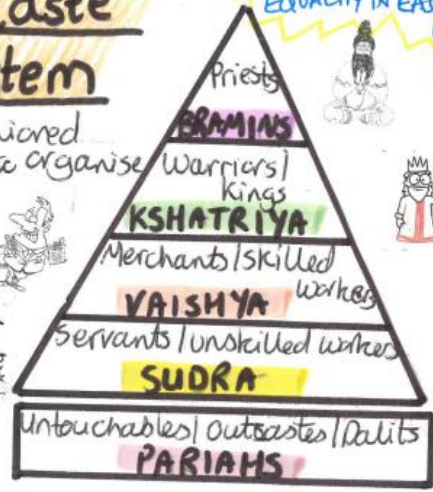 aste
EQUALITY IN EAS
tem
Priests
BRAMINS
ioned
organise
Warriors/
Kings
KSHATRIYA
Merchants/skilled
workers
VAISHYA
Servants/unskilled workers
SUDRA
Untouchables/outcastes/Dalits
PARIAHS